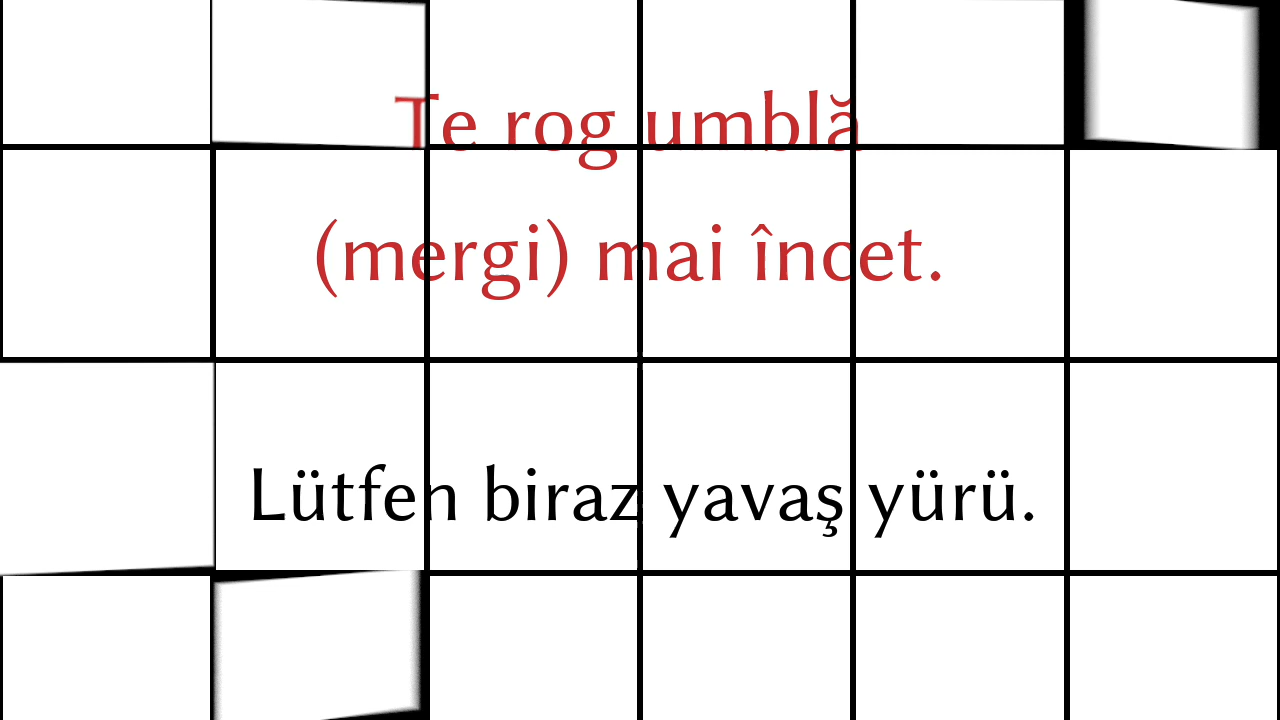 Te rog umblă
(mergi) mai încet.
Lütfen biraz yavaş yürü.